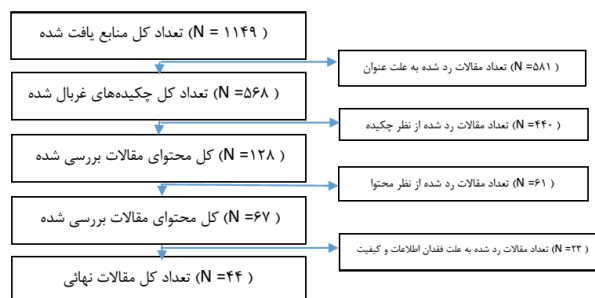 تعداد کل منابع یافت شده (N = ۱۱۴۹ )
تعداد مقالات رد شده به علت عنوان (N =۵۸۱ )
تعداد کل چکیده‌های غربال شده (N =۵۶۸ )
تعداد مقالات رد شده از نظر چکیده (N =۴۴۰ )
کل محتوای مقالات بررسی شده (N =۱۲۸ )
تعداد مقالات رد شده از نظر محتوا (N =۶۱ )
کل محتوای مقالات بررسی شده (N =۶۷ )
تعداد مقالات رد شده به علت فقدان اطلاعات و کیفیت (N =۲۳ )
تعداد کل مقالات نهائی (N =۴۴ )